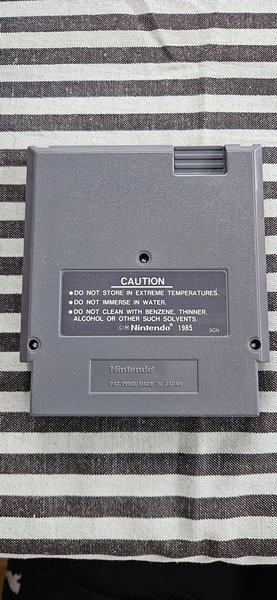 CAUTION
● DO NOT STORE IN EXTREME TEMPERATURES.
● DO NOT IMMERSE IN WATER.
● DO NOT CLEAN WITH BENZENE, THINNER,
ALCOHOL OR OTHER SUCH SOLVENTS.
©™ Nintendo® 1985 SCN
Nintendo®
PAT. PEND. MADE IN JAPAN